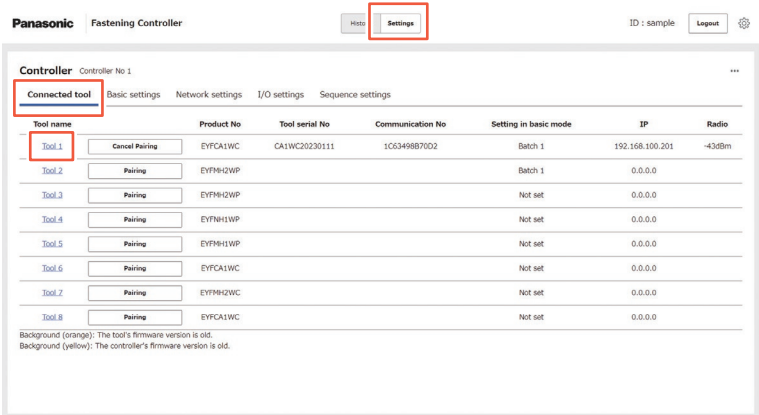 Panasonic Fastening Controller Settings ID : sample Logout
Controller Controller No 1
Connected tool Basic settings Network settings I/O settings Sequence settings
Tool name Product No Tool serial No Communication No Setting in basic mode IP Radio
Tool 1 Cancel Pairing EYFCA1WC CA1WC20230111 1C63498B70D2 Batch 1 192.168.100.201 -43dBm
Tool 2 Pairing EYFMH2WP Batch 1 0.0.0.0
Tool 3 Pairing EYFMH2WP Not set 0.0.0.0
Tool 4 Pairing EYFNH1WP Not set 0.0.0.0
Tool 5 Pairing EYFMH1WP Not set 0.0.0.0
Tool 6 Pairing EYFCA1WC Not set 0.0.0.0
Tool 7 Pairing EYFMH2WC Not set 0.0.0.0
Tool 8 Pairing EYFCA1WC Not set 0.0.0.0
Background (orange): The tool's firmware version is old.
Background (yellow): The controller's firmware version is old.